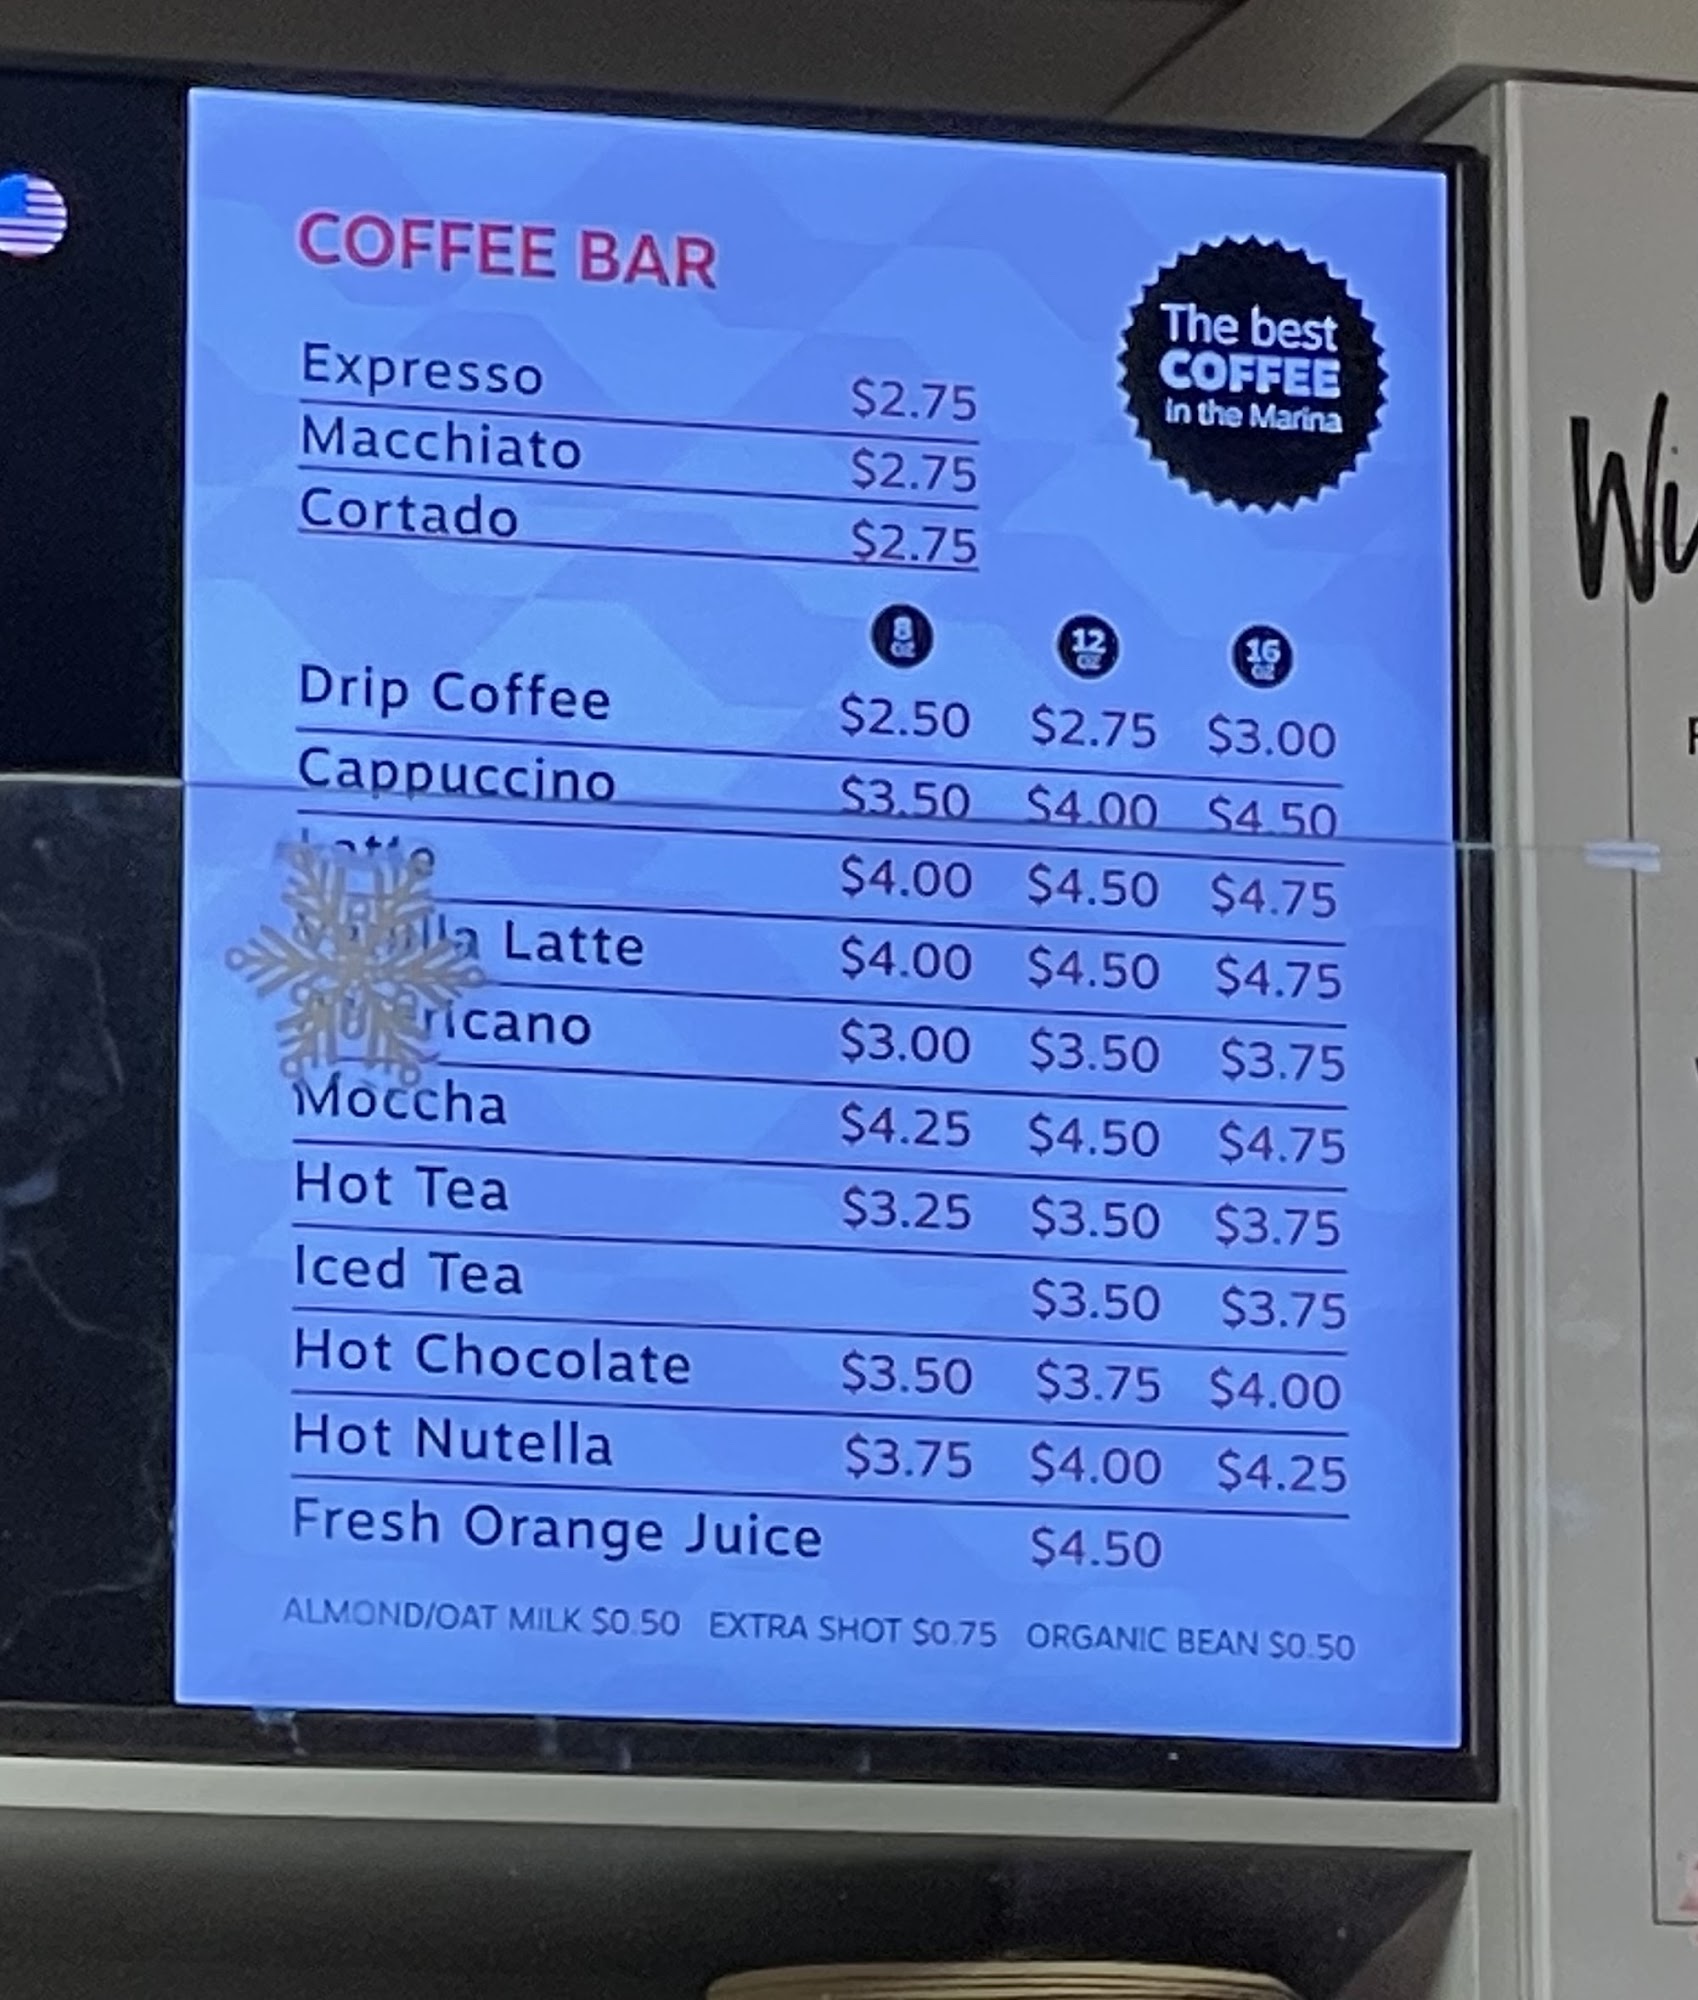 COFFEE BAR
The best
COFFEE
in the Marina
Expresso $2.75
Macchiato $2.75
Cortado $2.75
8 oz 12 oz 16 oz
Drip Coffee $2.50 $2.75 $3.00
Cappuccino $3.50 $4.00 $4.50
Latte $4.00 $4.50 $4.75
Vanilla Latte $4.00 $4.50 $4.75
Americano $3.00 $3.50 $3.75
Moccha $4.25 $4.50 $4.75
Hot Tea $3.25 $3.50 $3.75
Iced Tea $3.50 $3.75
Hot Chocolate $3.50 $3.75 $4.00
Hot Nutella $3.75 $4.00 $4.25
Fresh Orange Juice $4.50
ALMOND/OAT MILK $0.50 EXTRA SHOT $0.75 ORGANIC BEAN $0.50